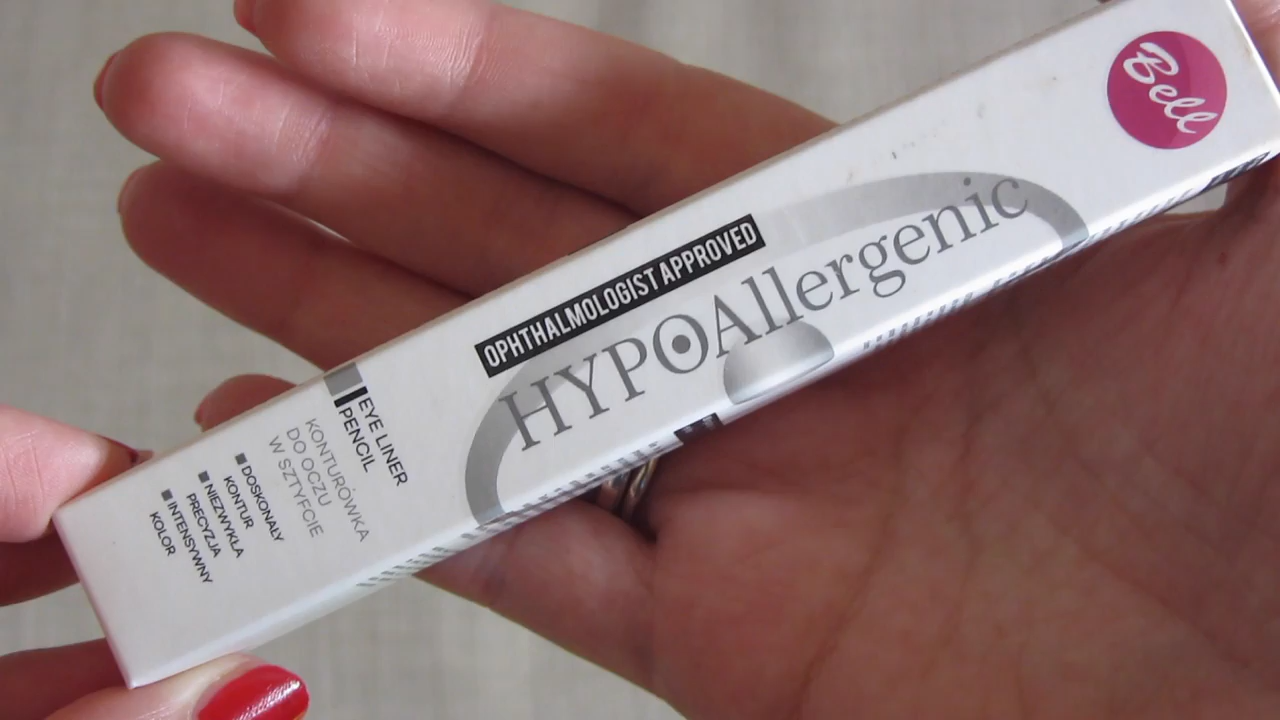 Bell
OPHTHALMOLOGIST APPROVED
HYPOAllergenic
EYE LINER
PENCIL
KONTURÓWKA
DO OCZU
W SZTYFCIE
DOSKONAŁY
KONTUR
NIEZWYKŁA
PRECYZJA
INTENSYWNY
KOLOR